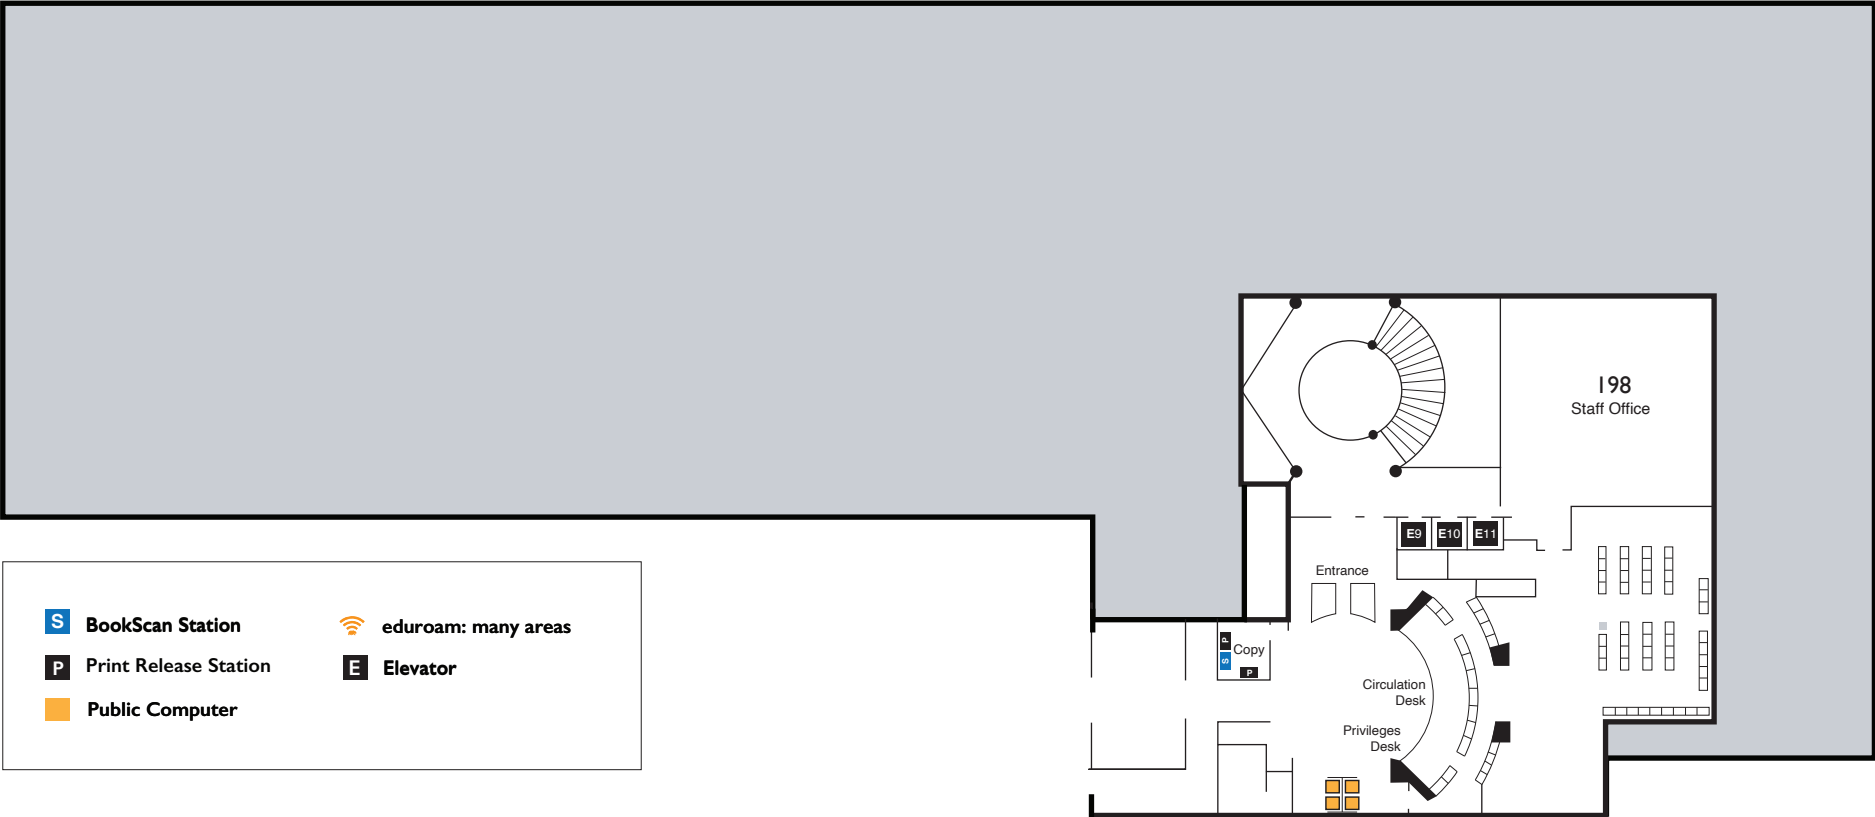 198
Staff Office
E9
E10
E11
Entrance
P
Copy
S
P
Circulation
Desk
Privileges
Desk
S BookScan Station
P Print Release Station
Public Computer
eduroam: many areas
E Elevator